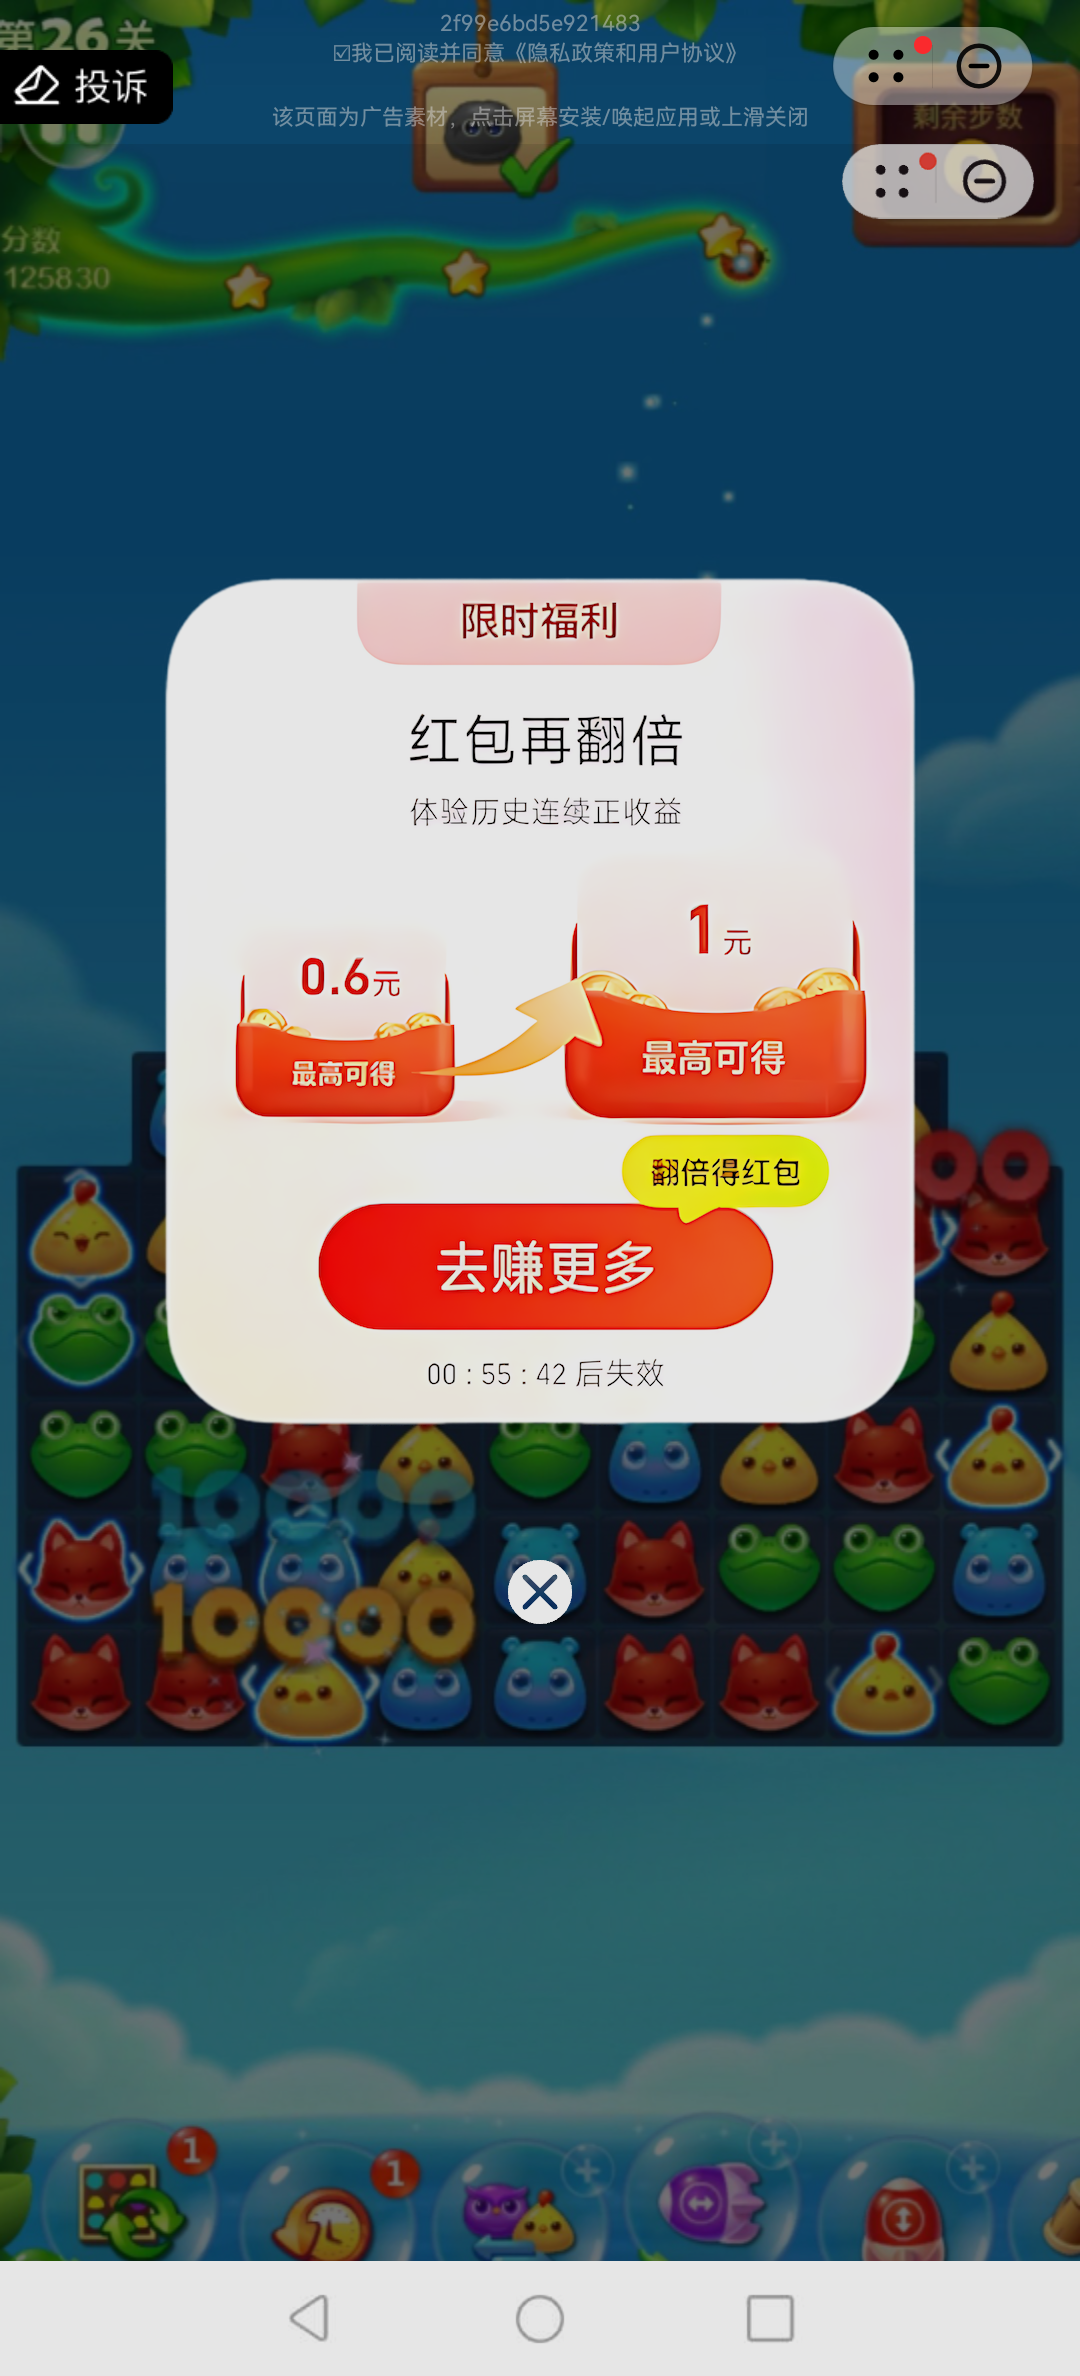 2f99e6bd5e921483
☑我已阅读并同意《隐私政策和用户协议》
第26关
投诉
该页面为广告素材，点击屏幕安装/唤起应用或上滑关闭
剩余步数
分数
125830
限时福利
红包再翻倍
体验历史连续正收益
0.6元
最高可得
1元
最高可得
翻倍得红包
去赚更多
00 : 55 : 42 后失效
00
10000
10000
1
1